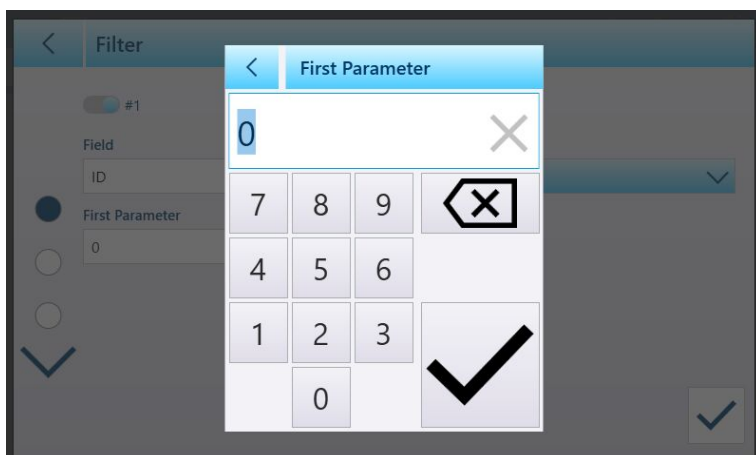 Filter
First Parameter
#1
0
Field
ID
7 8 9
First Parameter
0
4 5 6
1 2 3
0